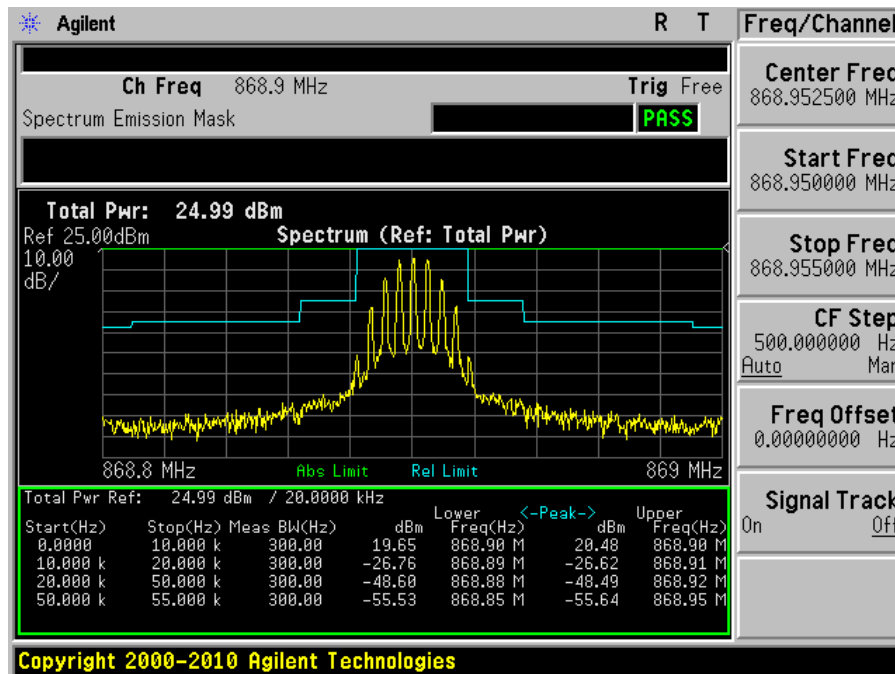 Agilent R T Freq/Channel
Ch Freq 868.9 MHz Trig Free
Spectrum Emission Mask PASS
Center Freq
868.952500 MHz
Start Freq
868.950000 MHz
Stop Freq
868.955000 MHz
CF Step
500.000000 Hz
Auto Man
Freq Offset
0.00000000 Hz
Signal Track
On Off
Total Pwr: 24.99 dBm
Ref 25.00dBm Spectrum (Ref: Total Pwr)
10.00
dB/
868.8 MHz Abs Limit Rel Limit 869 MHz
Total Pwr Ref: 24.99 dBm / 20.0000 kHz
Lower <-Peak-> Upper
Start(Hz) Stop(Hz) Meas BW(Hz) dBm Freq(Hz) dBm Freq(Hz)
0.0000 10.000 k 300.00 19.65 868.90 M 20.48 868.90 M
10.000 k 20.000 k 300.00 -26.76 868.89 M -26.62 868.91 M
20.000 k 50.000 k 300.00 -48.60 868.88 M -48.49 868.92 M
50.000 k 55.000 k 300.00 -55.53 868.85 M -55.64 868.95 M
Copyright 2000-2010 Agilent Technologies